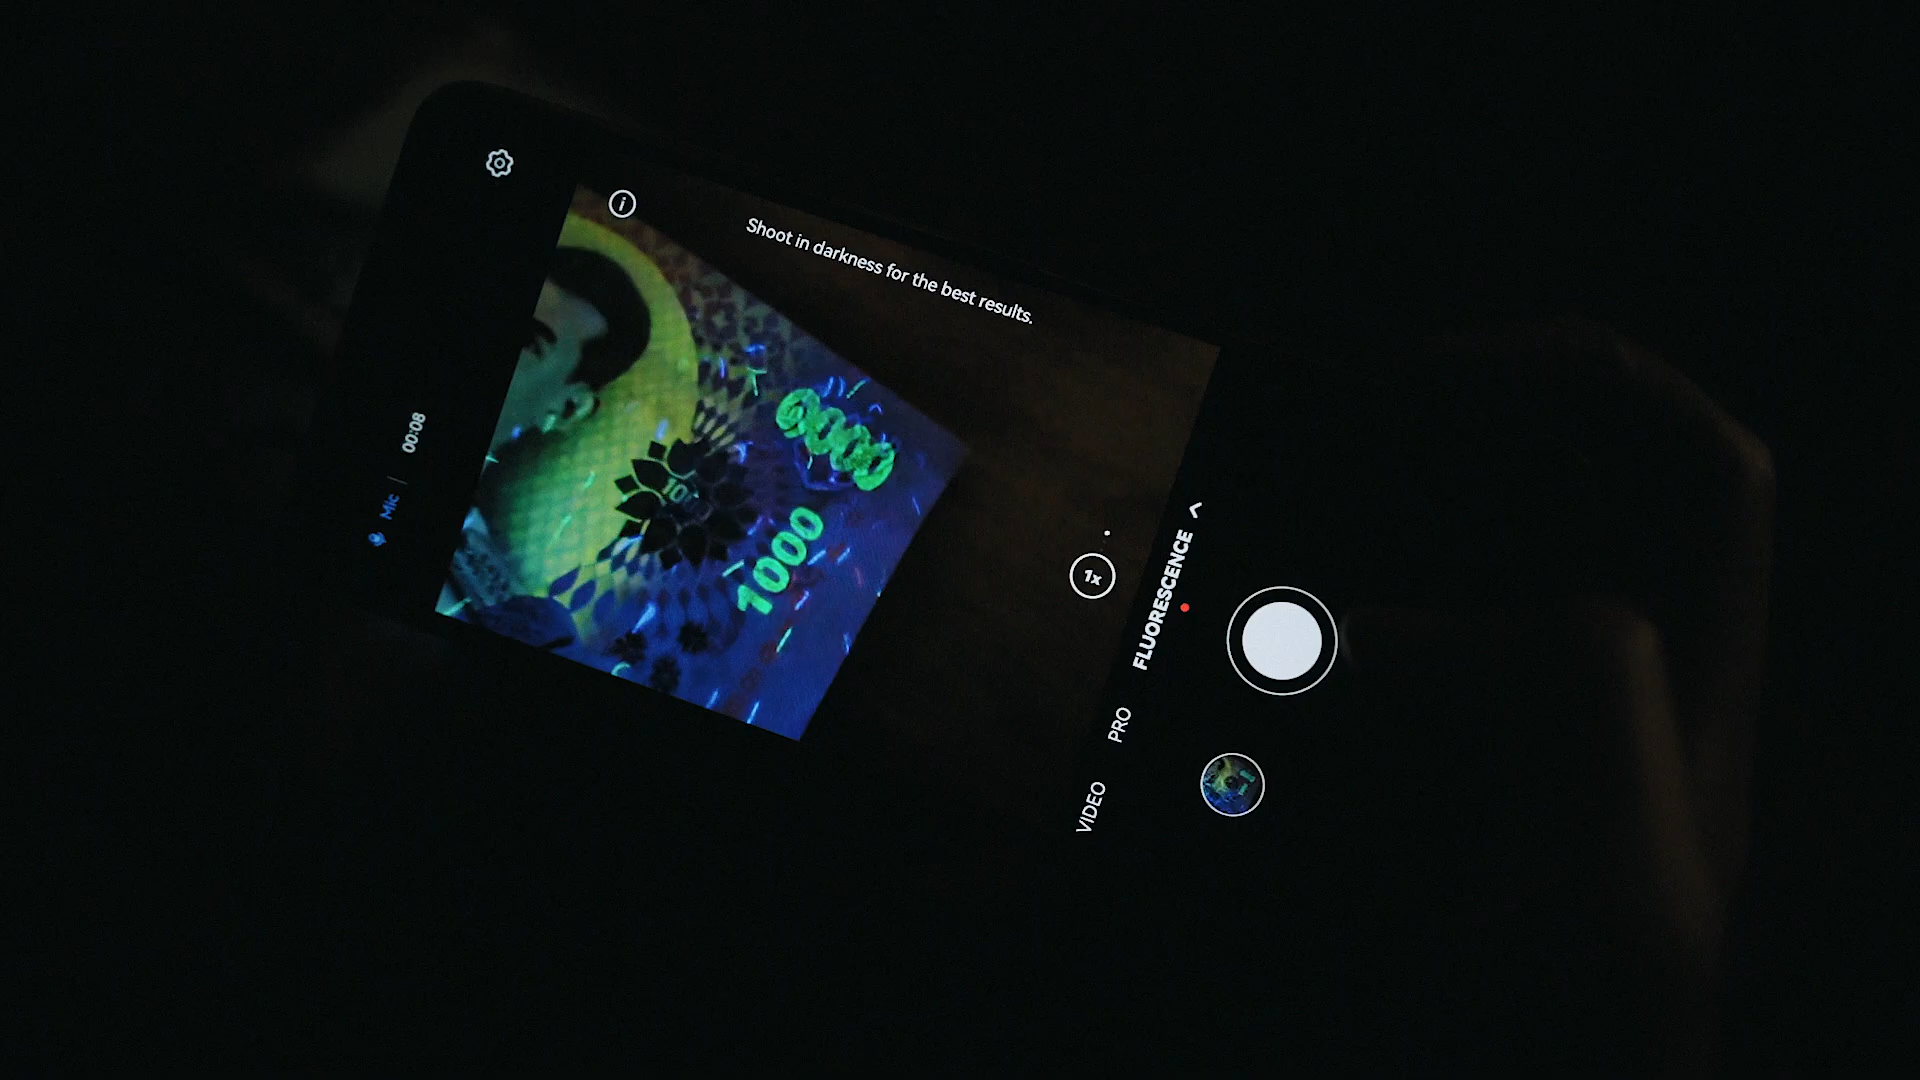 Shoot in darkness for the best results.
00:08
Mic
1000
1x
FLUORESCENCE
PRO
VIDEO